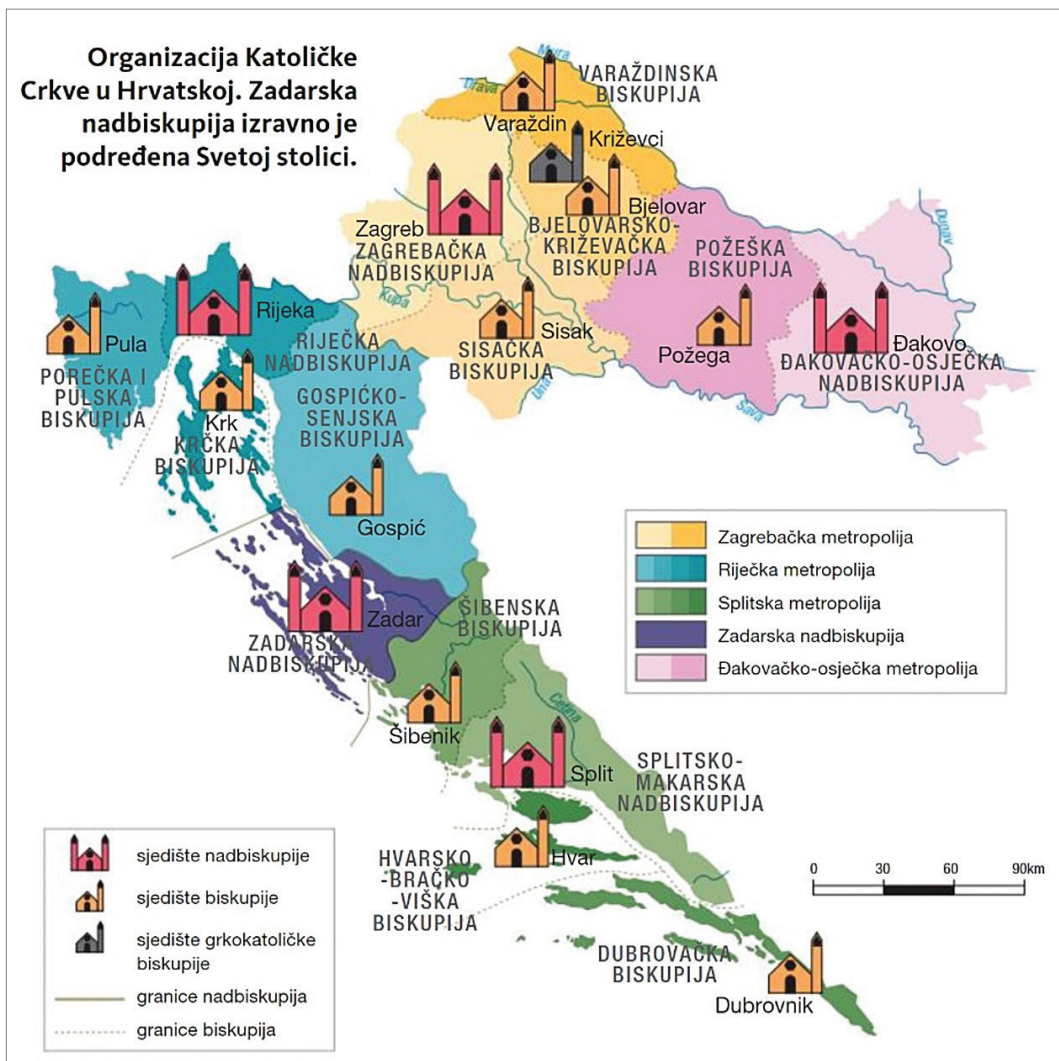 Organizacija Katoličke
Crkve u Hrvatskoj. Zadarska
nadbiskupija izravno je
podređena Svetoj stolici.
Mura
Drava
VARAŽDINSKA
BISKUPIJA
Varaždin
Križevci
Bjelovar
BJELOVARSKO-
KRIŽEVAČKA
BISKUPIJA
Zagreb
ZAGREBAČKA
NADBISKUPIJA
Kupa
POŽEŠKA
BISKUPIJA
Dunav
Požega
Đakovo
ĐAKOVAČKO-OSJEČKA
NADBISKUPIJA
Sava
Sisak
SISAČKA
BISKUPIJA
Una
Rijeka
RIJEČKA
NADBISKUPIJA
Pula
POREČKA I
PULSKA
BISKUPIJA
Krk
KRČKA
BISKUPIJA
GOSPIĆKO-
SENJSKA
BISKUPIJA
Gospić
Zadar
ZADARSKA
NADBISKUPIJA
ŠIBENSKA
BISKUPIJA
Šibenik
Cetina
Split
SPLITSKO-
MAKARSKA
NADBISKUPIJA
Hvar
HVARSKO-
-BRAČKO
-VIŠKA
BISKUPIJA
DUBROVAČKA
BISKUPIJA
Dubrovnik
Zagrebačka metropolija
Riječka metropolija
Splitska metropolija
Zadarska nadbiskupija
Đakovačko-osječka metropolija
0 30 60 90km
sjedište nadbiskupije
sjedište biskupije
sjedište grkokatoličke
biskupije
granice nadbiskupija
granice biskupija